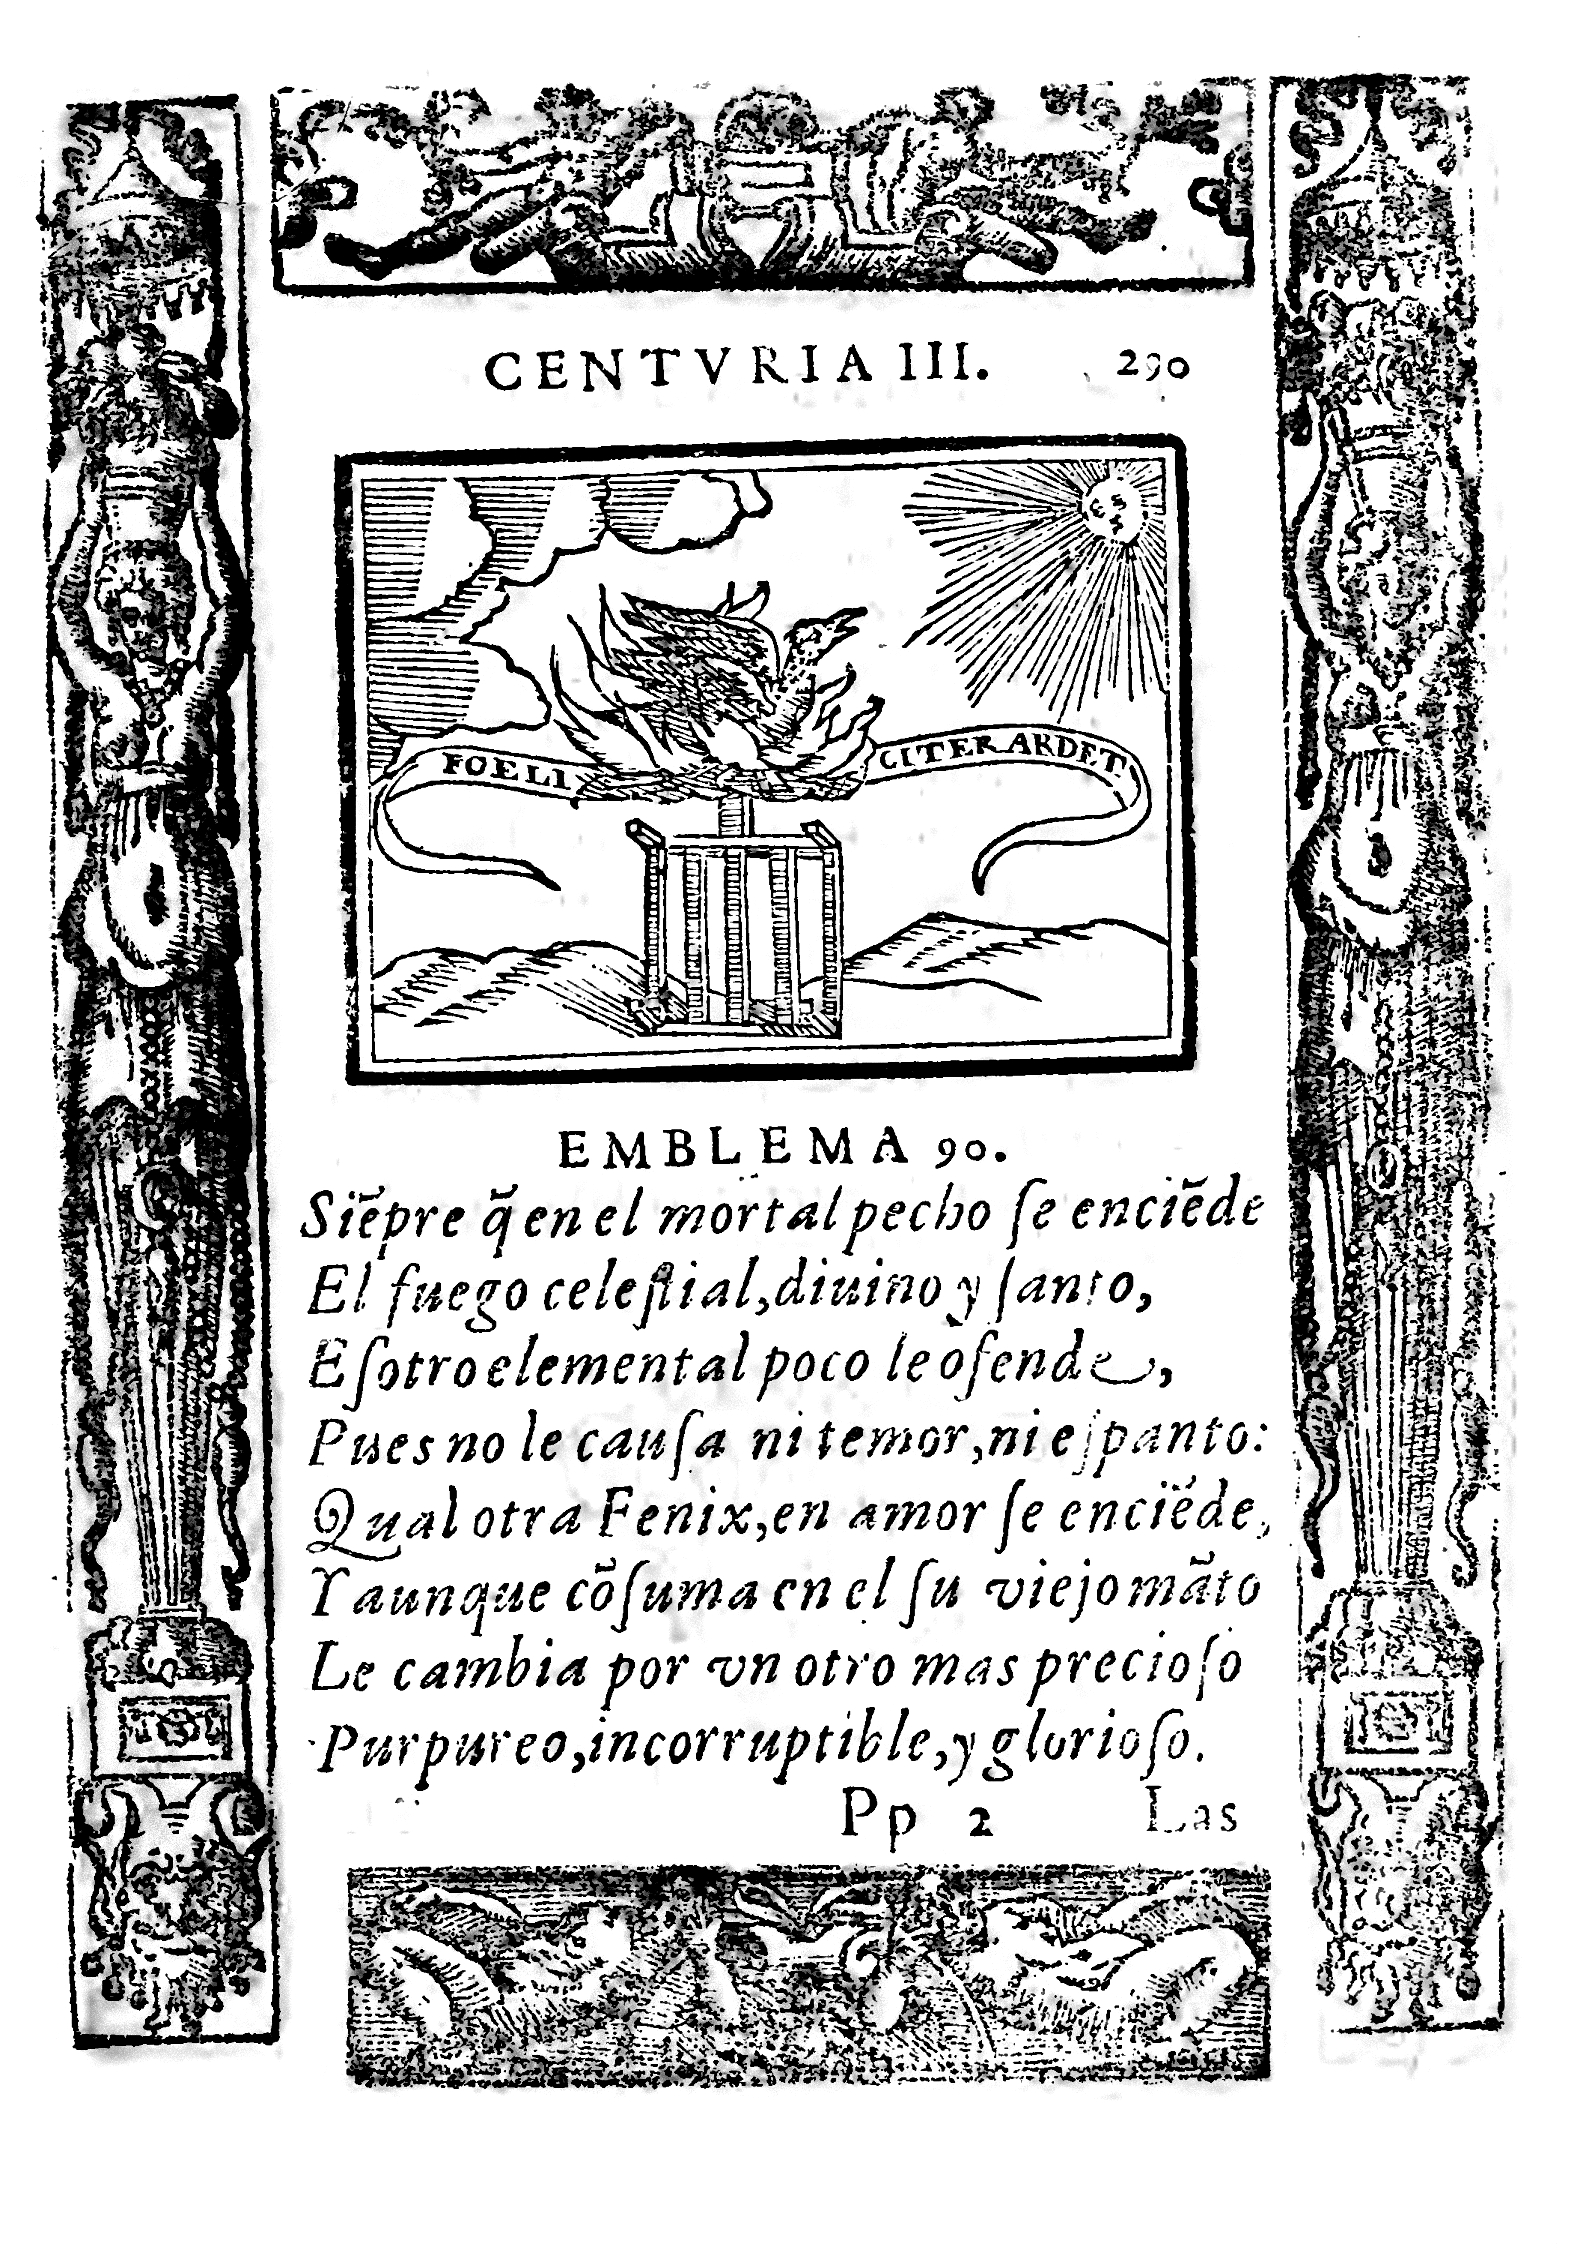 CENTVRIA III. 290
FOELI CITER ARDET
EMBLEMA 90.
Siẽpre q̃ en el mortal pecho ſe enciẽde
El fuego celeſtial, diuino y ſanto,
Eſotro elemental poco le ofende,
Pues no le cauſa ni temor, ni eſpanto:
Qual otra Fenix, en amor ſe enciẽde,
Y aunque cõſuma en el ſu viejo mãto
Le cambia por vn otro mas precioſo
Purpureo, incorruptible, y glorioſo.
Pp 2 Las